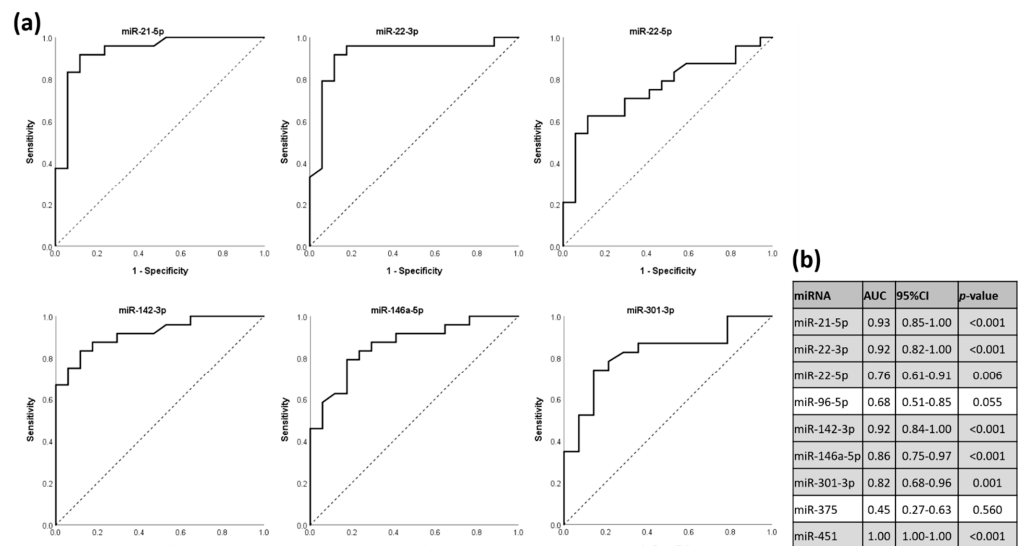 (a)
miR-21-5p
miR-22-3p
miR-22-5p
1.0
0.8
0.6
0.4
0.2
0.0
Sensitivity
0.0 0.2 0.4 0.6 0.8 1.0
1 - Specificity
1.0
0.8
0.6
0.4
0.2
0.0
Sensitivity
0.0 0.2 0.4 0.6 0.8 1.0
1 - Specificity
1.0
0.8
0.6
0.4
0.2
0.0
Sensitivity
0.0 0.2 0.4 0.6 0.8 1.0
1 - Specificity
miR-142-3p
miR-146a-5p
miR-301-3p
1.0
0.8
0.6
0.4
0.2
0.0
Sensitivity
0.0 0.2 0.4 0.6 0.8 1.0
1.0
0.8
0.6
0.4
0.2
0.0
Sensitivity
0.0 0.2 0.4 0.6 0.8 1.0
1.0
0.8
0.6
0.4
0.2
0.0
Sensitivity
0.0 0.2 0.4 0.6 0.8 1.0
(b)
miRNA AUC 95%CI p-value
miR-21-5p 0.93 0.85-1.00 <0.001
miR-22-3p 0.92 0.82-1.00 <0.001
miR-22-5p 0.76 0.61-0.91 0.006
miR-96-5p 0.68 0.51-0.85 0.055
miR-142-3p 0.92 0.84-1.00 <0.001
miR-146a-5p 0.86 0.75-0.97 <0.001
miR-301-3p 0.82 0.68-0.96 0.001
miR-375 0.45 0.27-0.63 0.560
miR-451 1.00 1.00-1.00 <0.001